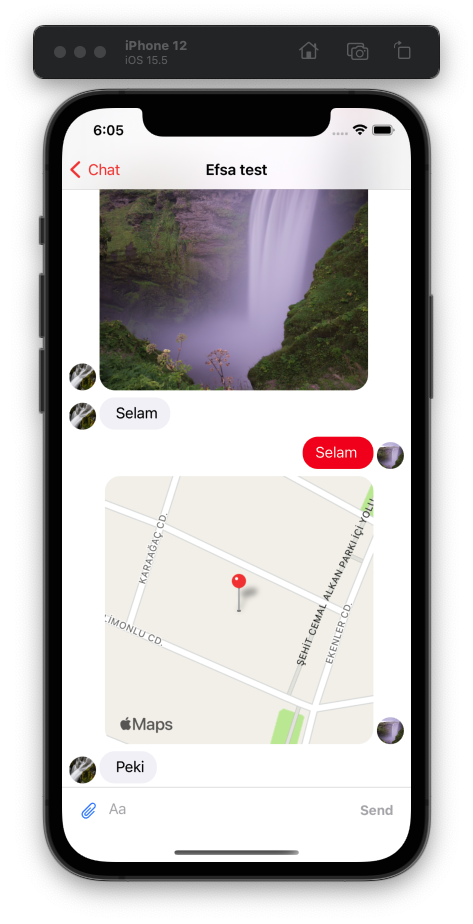 iPhone 12
iOS 15.5
6:05
Chat
Efsa test
Selam
Selam
KARAAĞAÇ CD.
LİMONLU CD.
ŞEHİT CEMAL ALKAN PARKI İÇİ YOLU
EKENLER CD.
Maps
Peki
Aa
Send